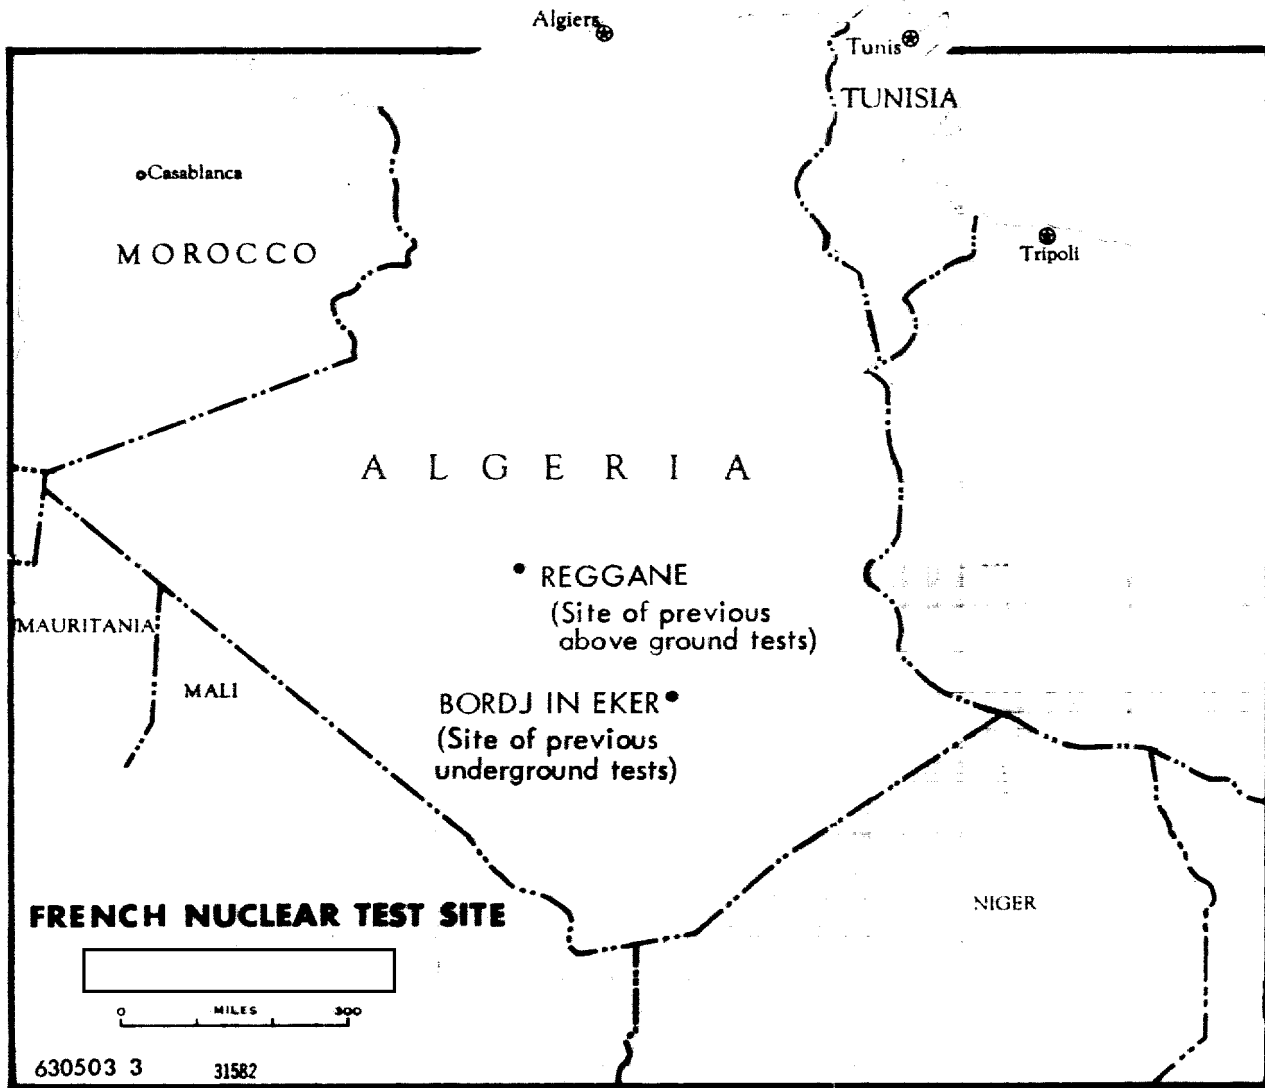 Algiers
Tunis
TUNISIA
Casablanca
MOROCCO
Tripoli
ALGERIA
REGGANE
(Site of previous
above ground tests)
MAURITANIA
MALI
BORDJ IN EKER
(Site of previous
underground tests)
NIGER
FRENCH NUCLEAR TEST SITE
0 MILES 300
630503 3 31582